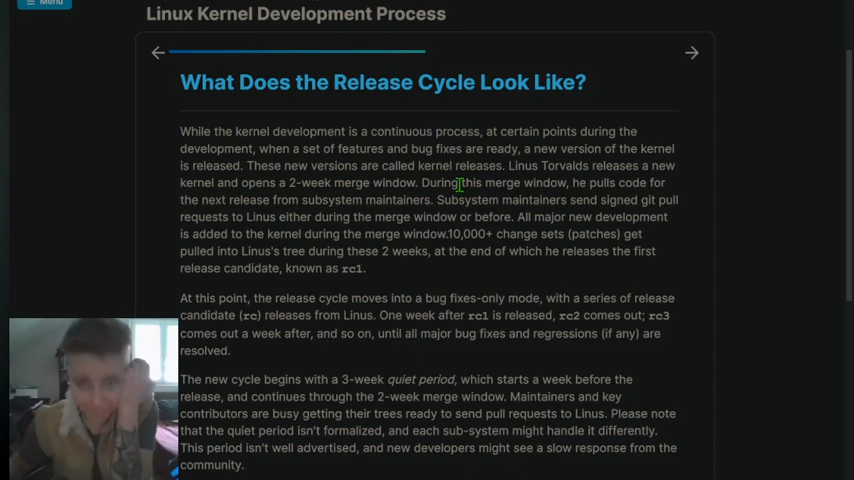 Menu
Linux Kernel Development Process
What Does the Release Cycle Look Like?
While the kernel development is a continuous process, at certain points during the
development, when a set of features and bug fixes are ready, a new version of the kernel
is released. These new versions are called kernel releases. Linus Torvalds releases a new
kernel and opens a 2-week merge window. During this merge window, he pulls code for
the next release from subsystem maintainers. Subsystem maintainers send signed git pull
requests to Linus either during the merge window or before. All major new development
is added to the kernel during the merge window.10,000+ change sets (patches) get
pulled into Linus's tree during these 2 weeks, at the end of which he releases the first
release candidate, known as rc1.
At this point, the release cycle moves into a bug fixes-only mode, with a series of release
candidate (rc) releases from Linus. One week after rc1 is released, rc2 comes out; rc3
comes out a week after, and so on, until all major bug fixes and regressions (if any) are
resolved.
The new cycle begins with a 3-week quiet period, which starts a week before the
release, and continues through the 2-week merge window. Maintainers and key
contributors are busy getting their trees ready to send pull requests to Linus. Please note
that the quiet period isn't formalized, and each sub-system might handle it differently.
This period isn't well advertised, and new developers might see a slow response from the
community.